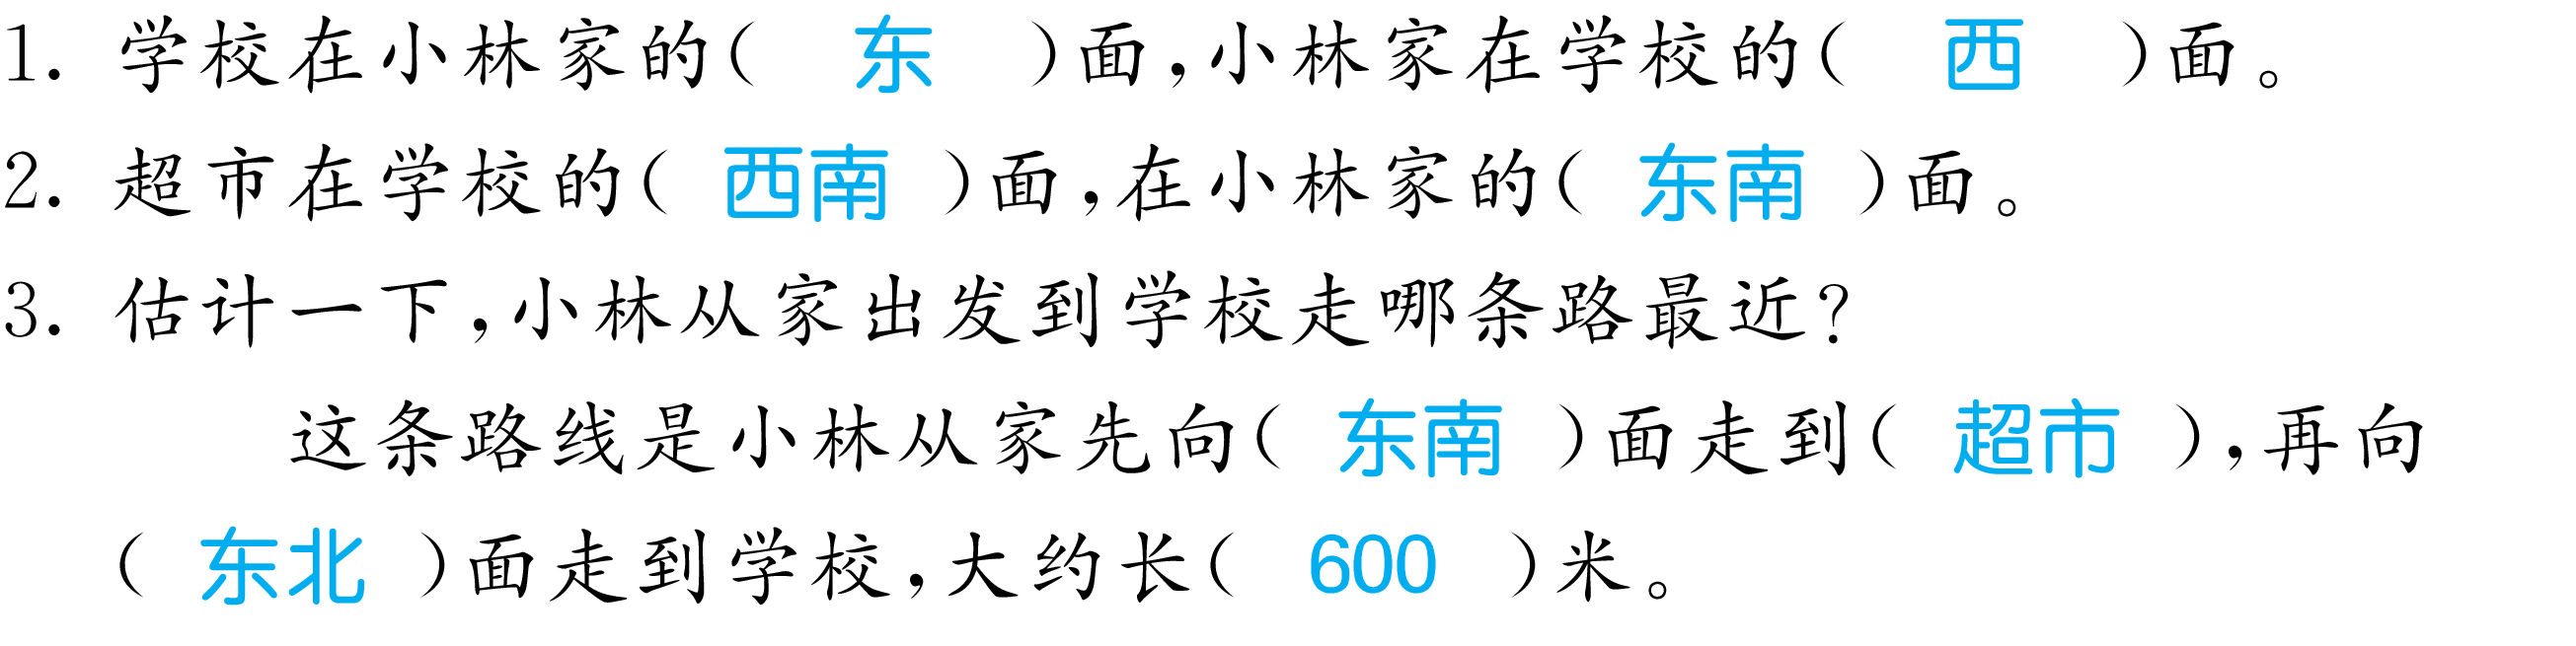 1. 学校在小林家的( 东 )面,小林家在学校的( 西 )面。
2. 超市在学校的( 西南 )面,在小林家的( 东南 )面。
3. 估计一下,小林从家出发到学校走哪条路最近?
这条路线是小林从家先向( 东南 )面走到( 超市 ),再向
( 东北 )面走到学校,大约长( 600 )米。